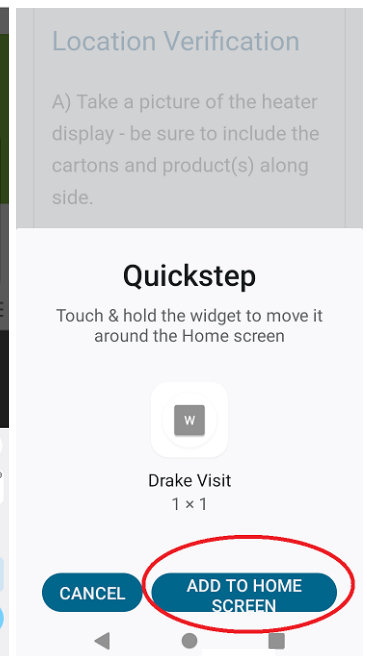 Location Verification
A) Take a picture of the heater
display - be sure to include the
cartons and product(s) along
side.
Quickstep
Touch & hold the widget to move it
around the Home screen
W
Drake Visit
1 × 1
CANCEL
ADD TO HOME
SCREEN